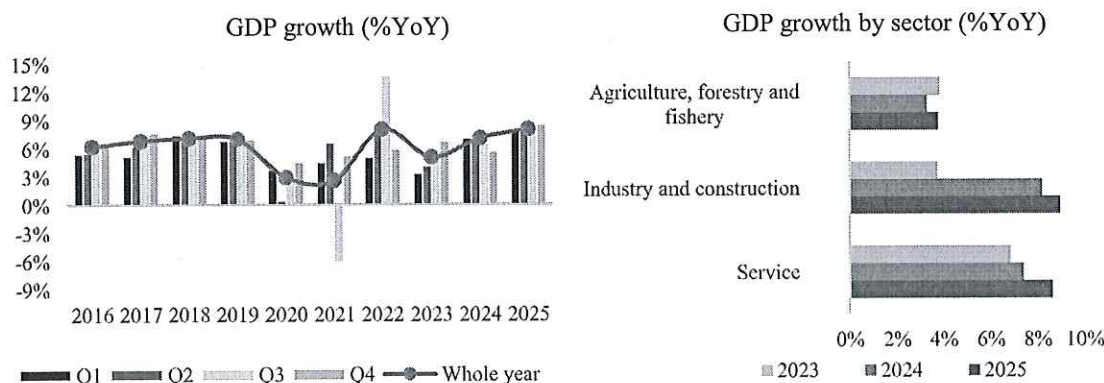 GDP growth (%YoY)
15%
12%
9%
6%
3%
0%
-3%
-6%
-9%
2016 2017 2018 2019 2020 2021 2022 2023 2024 2025
Q1 Q2 Q3 Q4 Whole year
GDP growth by sector (%YoY)
Agriculture, forestry and
fishery
Industry and construction
Service
0% 2% 4% 6% 8% 10%
2023 2024 2025